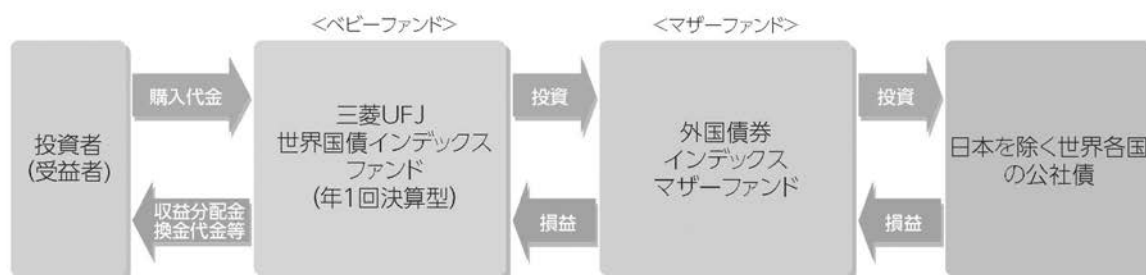 <ベビーファンド>
<マザーファンド>
投資者
(受益者)
購入代金
収益分配金
換金代金等
三菱UFJ
世界国債インデックス
ファンド
(年1回決算型)
投資
損益
外国債券
インデックス
マザーファンド
投資
損益
日本を除く世界各国
の公社債